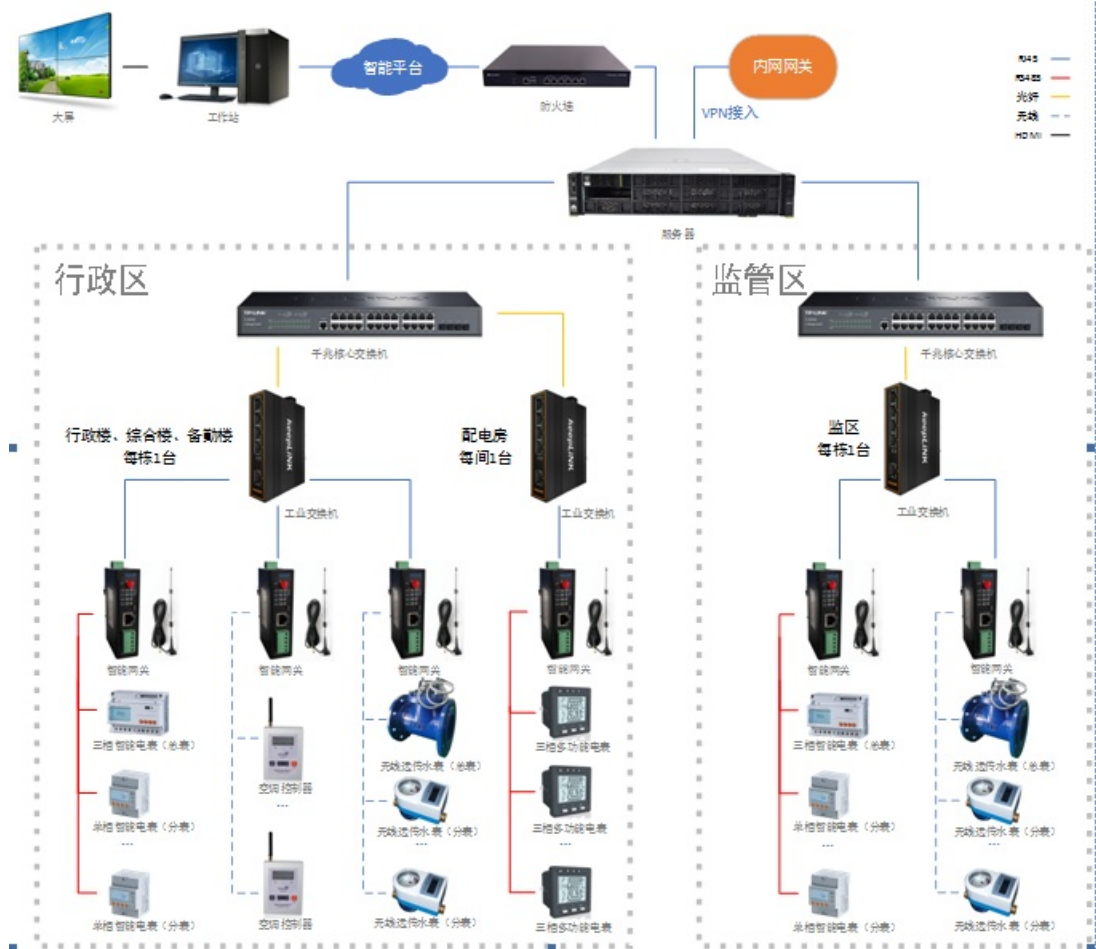 智能平台
内网网关
VPN接入
大屏
工作站
防火墙
RJ45
RS485
光纤
无线
HDMI
服务器
行政区
监管区
TP-LINK
TP-LINK
千兆核心交换机
千兆核心交换机
行政楼、综合楼、备勤楼
每栋1台
配电房
每间1台
监区
每栋1台
工业交换机
工业交换机
工业交换机
智能网关
智能网关
智能网关
智能网关
智能网关
智能网关
三相智能电表（总表）
空调控制器
...
无线远传水表（总表）
三相多功能电表
三相智能电表（总表）
无线远传水表（总表）
单相智能电表（分表）
...
无线远传水表（分表）
...
三相多功能电表
...
单相智能电表（分表）
...
无线远传水表（分表）
...
单相智能电表（分表）
空调控制器
无线远传水表（分表）
三相多功能电表
单相智能电表（分表）
无线远传水表（分表）